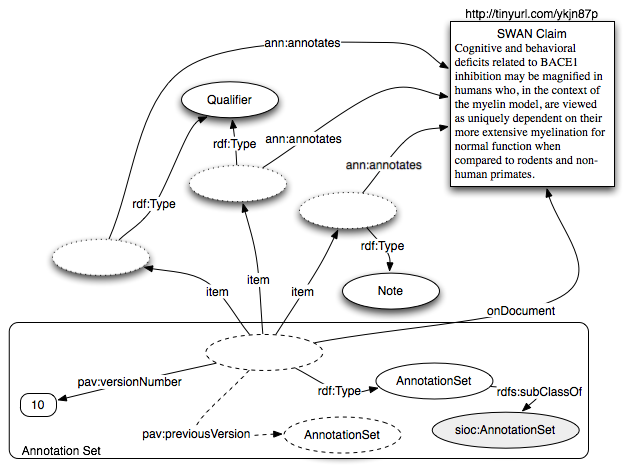 http://tinyurl.com/ykjn87p
SWAN Claim
Cognitive and behavioral
deficits related to BACE1
inhibition may be magnified in
humans who, in the context of
the myelin model, are viewed
as uniquely dependent on their
more extensive myelination for
normal function when
compared to rodents and non-
human primates.
ann:annotates
Qualifier
rdf:Type
ann:annotates
ann:annotates
rdf:Type
rdf:Type
item
item
item
Note
onDocument
pav:versionNumber
10
rdf:Type
AnnotationSet
rdfs:subClassOf
sioc:AnnotationSet
pav:previousVersion
AnnotationSet
Annotation Set